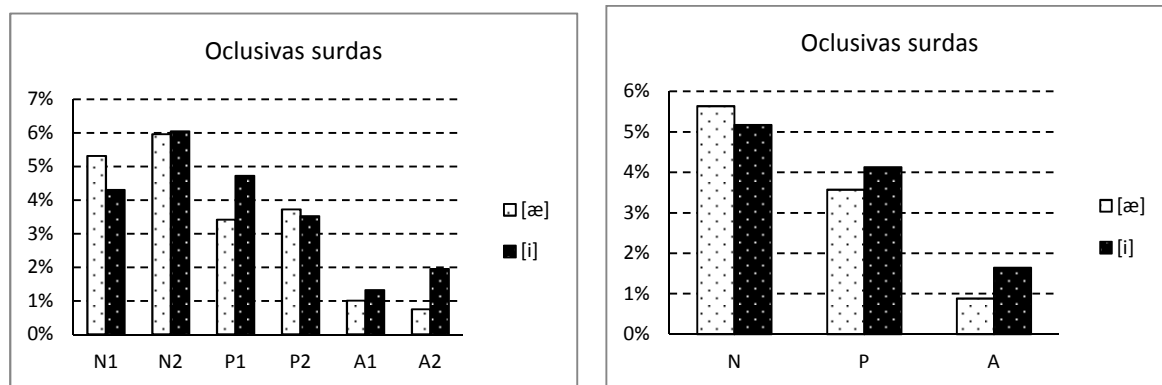 Oclusivas surdas
7%
6%
5%
4%
3%
2%
1%
0%
N1 N2 P1 P2 A1 A2
[æ]
[i]
Oclusivas surdas
6%
5%
4%
3%
2%
1%
0%
N P A
[æ]
[i]